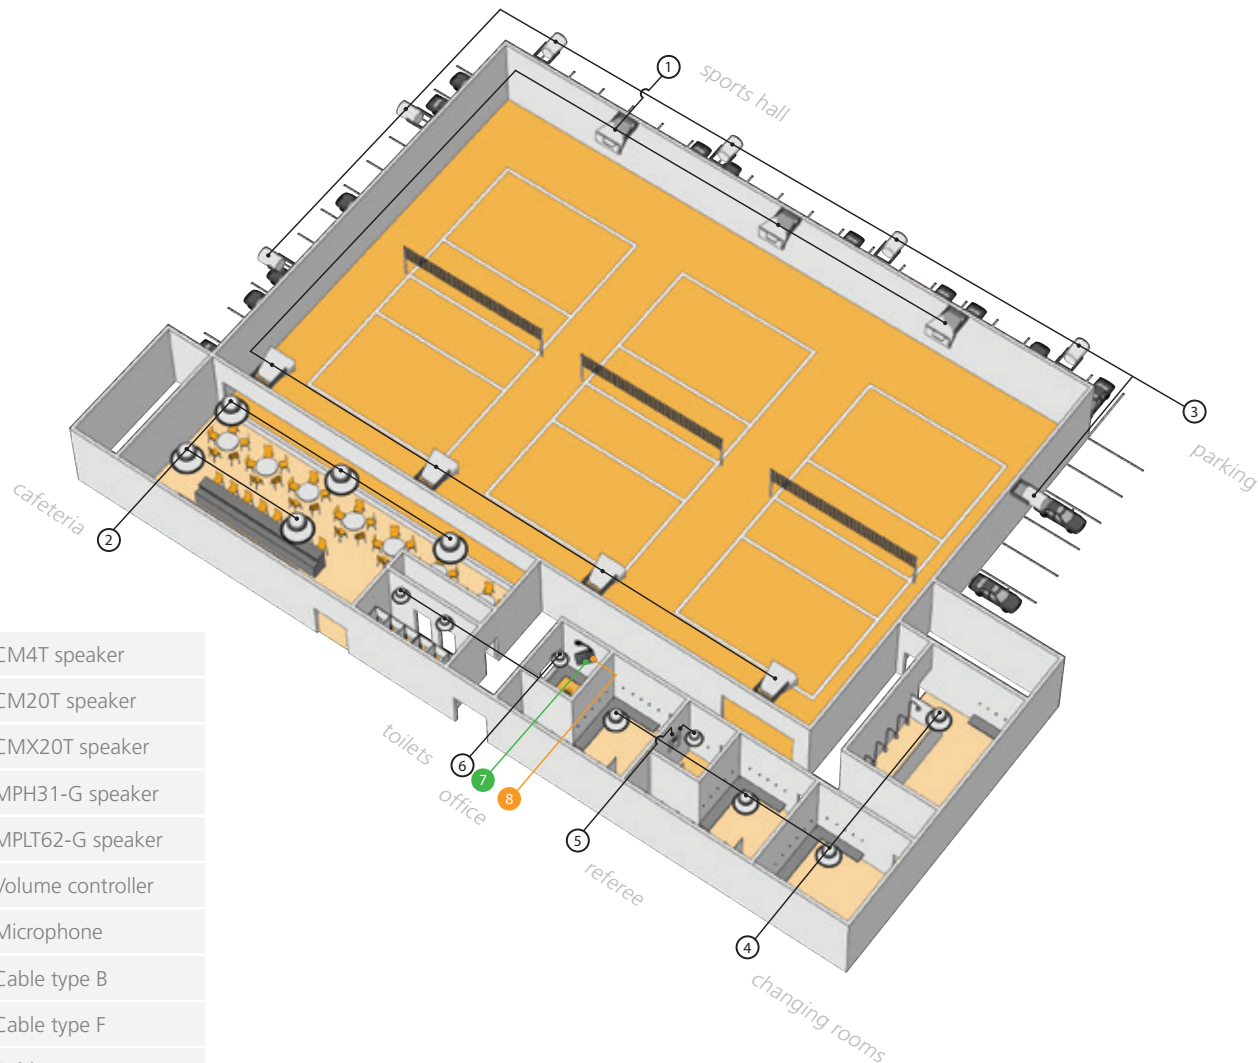 1
sports hall
3
parking
cafeteria
2
toilets
6
7
office
8
5
referee
4
changing rooms
CM4T speaker
CM20T speaker
CMX20T speaker
MPH31-G speaker
MPLT62-G speaker
Volume controller
Microphone
Cable type B
Cable type F